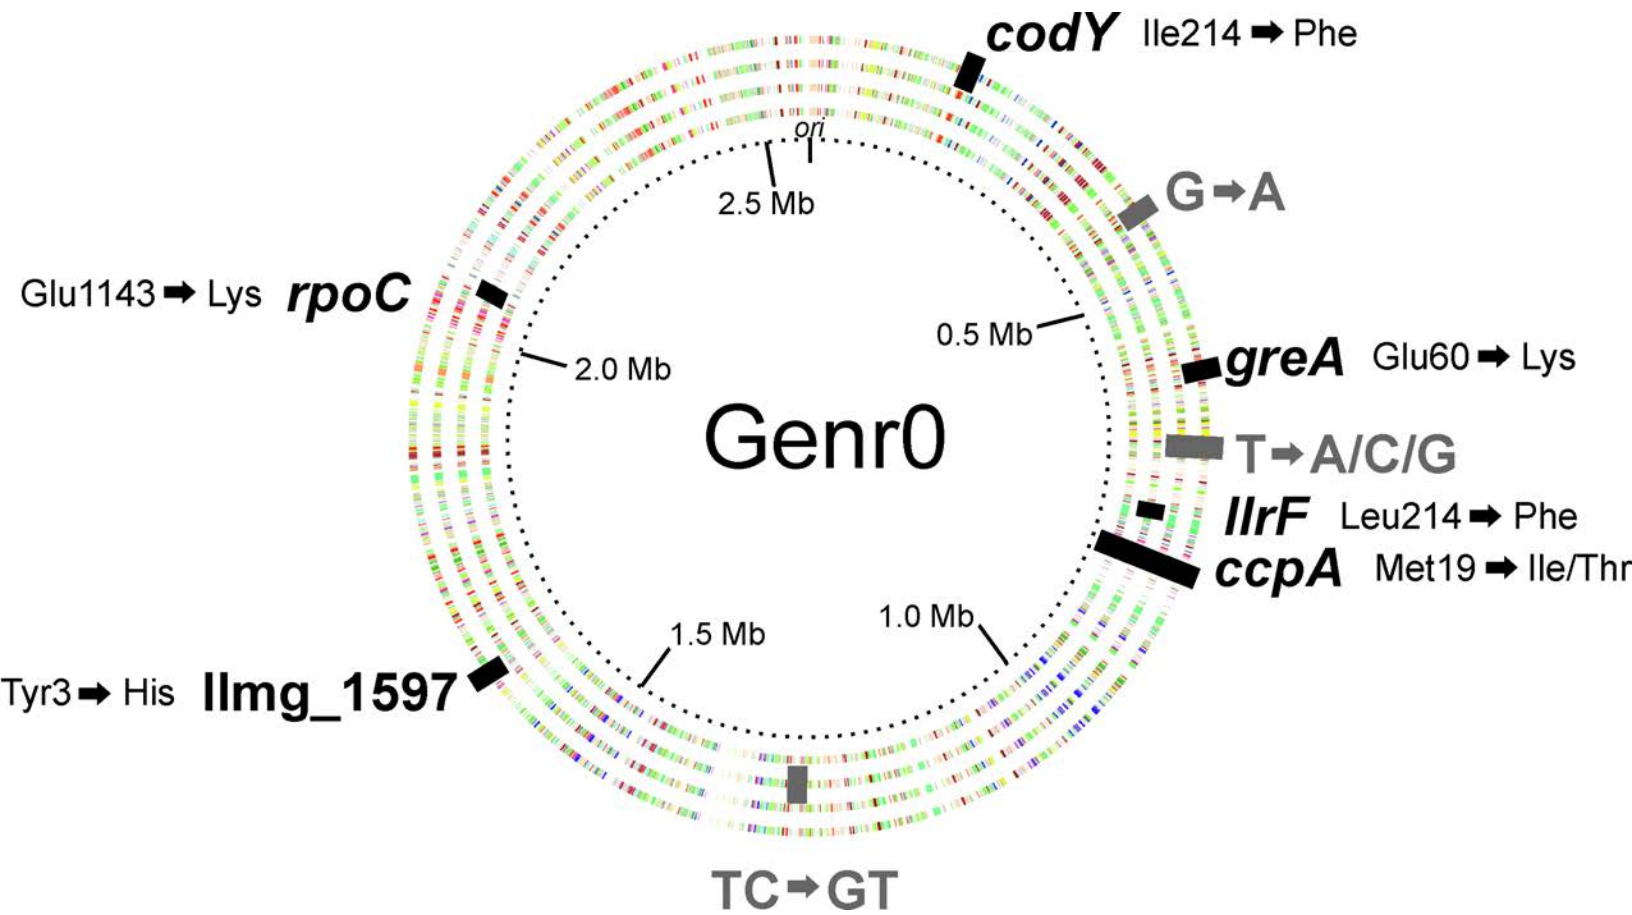 codY Ile214 ➡ Phe
ori
2.5 Mb
G ➡ A
Glu1143 ➡ Lys rpoC
0.5 Mb
greA Glu60 ➡ Lys
2.0 Mb
Genr0
T ➡ A/C/G
llrF Leu214 ➡ Phe
ccpA Met19 ➡ Ile/Thr
1.0 Mb
1.5 Mb
Tyr3 ➡ His llmg_1597
TC ➡ GT